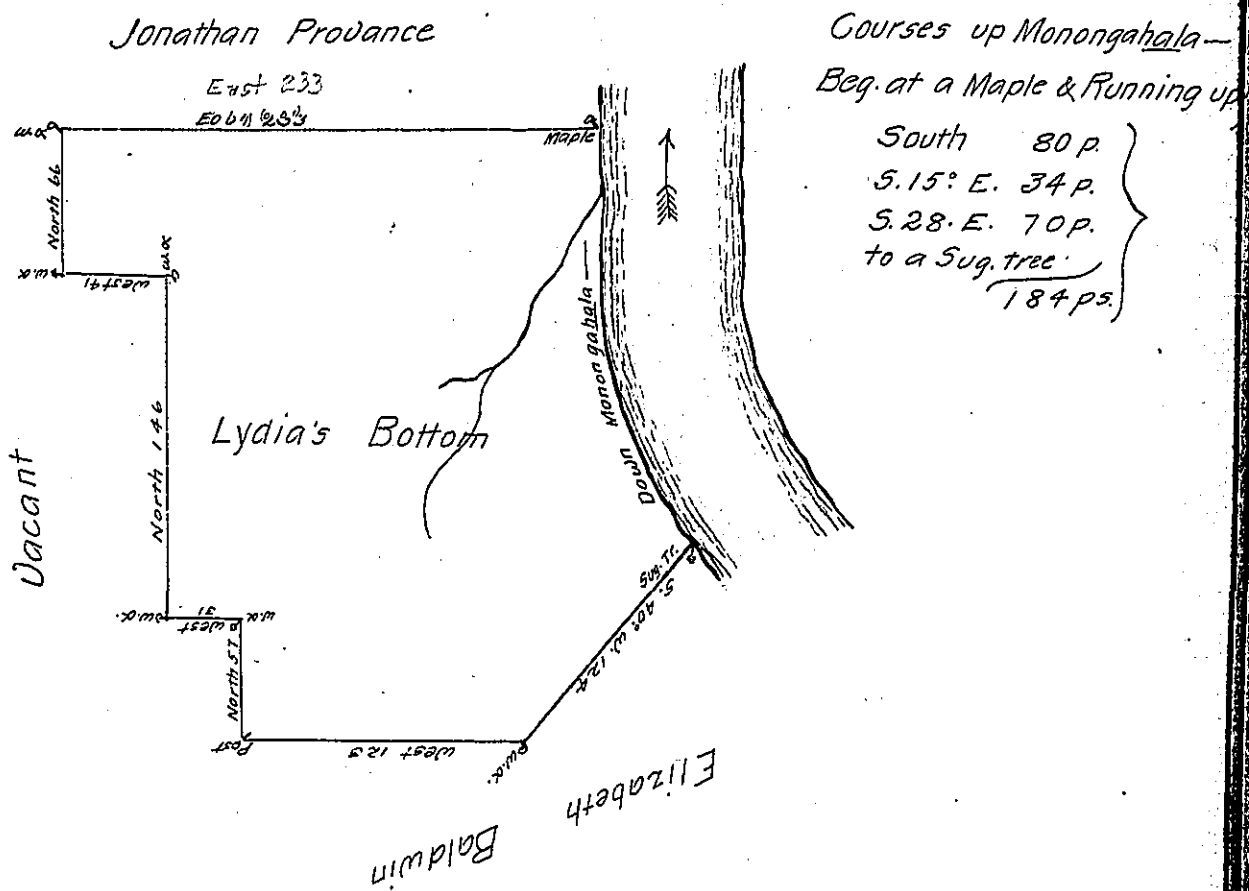 Jonathan Provance
East 233
Maple
w.o.
North 66
w.o.
West 41
w.o.
North 146
w.o.
West 31
w.o.
North 57
Post
West 123
w.o.
S. 40° W. 124
Sug. Tr.
Down Monongahala —
Lydia's Bottom
Vacant
Elizabeth Baldwin
Courses up Monongahala —
Beg. at a Maple & Running up
South 80 p.
S. 15° E. 34 p.
S. 28. E. 70 p.
to a Sug. tree.
184 ps.